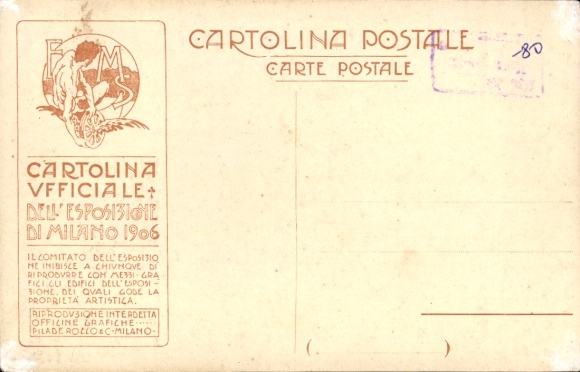 CARTOLINA POSTALE
CARTE POSTALE
80
E M S
CARTOLINA
VFFICIALE
DELL'ESPOSIZIONE
DI MILANO 1906
IL COMITATO DELL'ESPOSIZIO
NE INIBISCE A CHIVNQVE DI
RIPRODVRRE CON MEZZI GRA
FICI GLI EDIFICI DELL'ESPOSI-
ZIONE, DEI QVALI GODE LA
PROPRIETÀ ARTISTICA.
RIPRODVZIONE INTERDETTA
OFFICINE GRAFICHE
PILADE ROCCO & C - MILANO -
( )